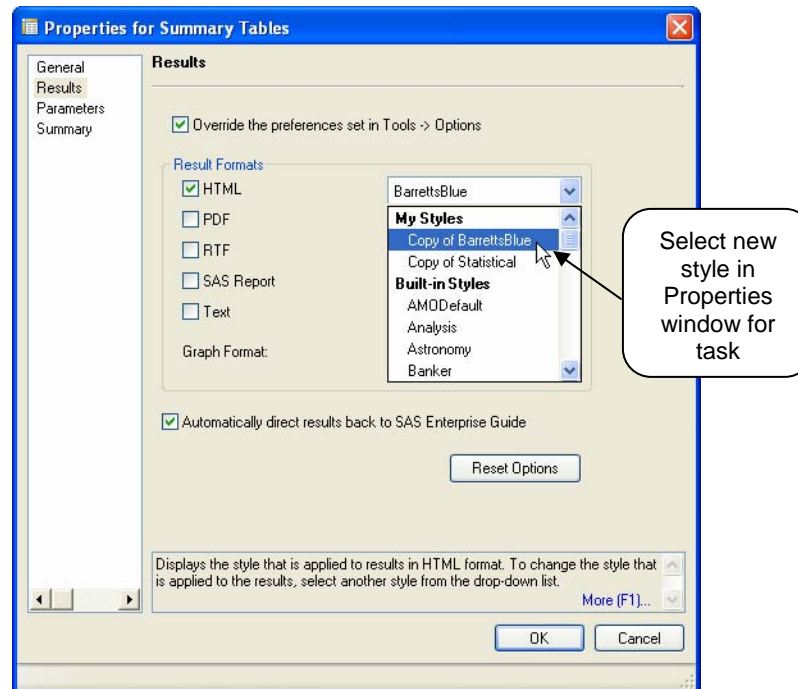 Properties for Summary Tables
General
Results
Parameters
Summary
Results
Override the preferences set in Tools -> Options
Result Formats
HTML
BarrettsBlue
PDF
RTF
SAS Report
Text
Graph Format:
My Styles
Copy of BarrettsBlue
Copy of Statistical
Built-in Styles
AMODefault
Analysis
Astronomy
Banker
Select new
style in
Properties
window for
task
Automatically direct results back to SAS Enterprise Guide
Reset Options
Displays the style that is applied to results in HTML format. To change the style that
is applied to the results, select another style from the drop-down list.
More (F1)...
OK
Cancel